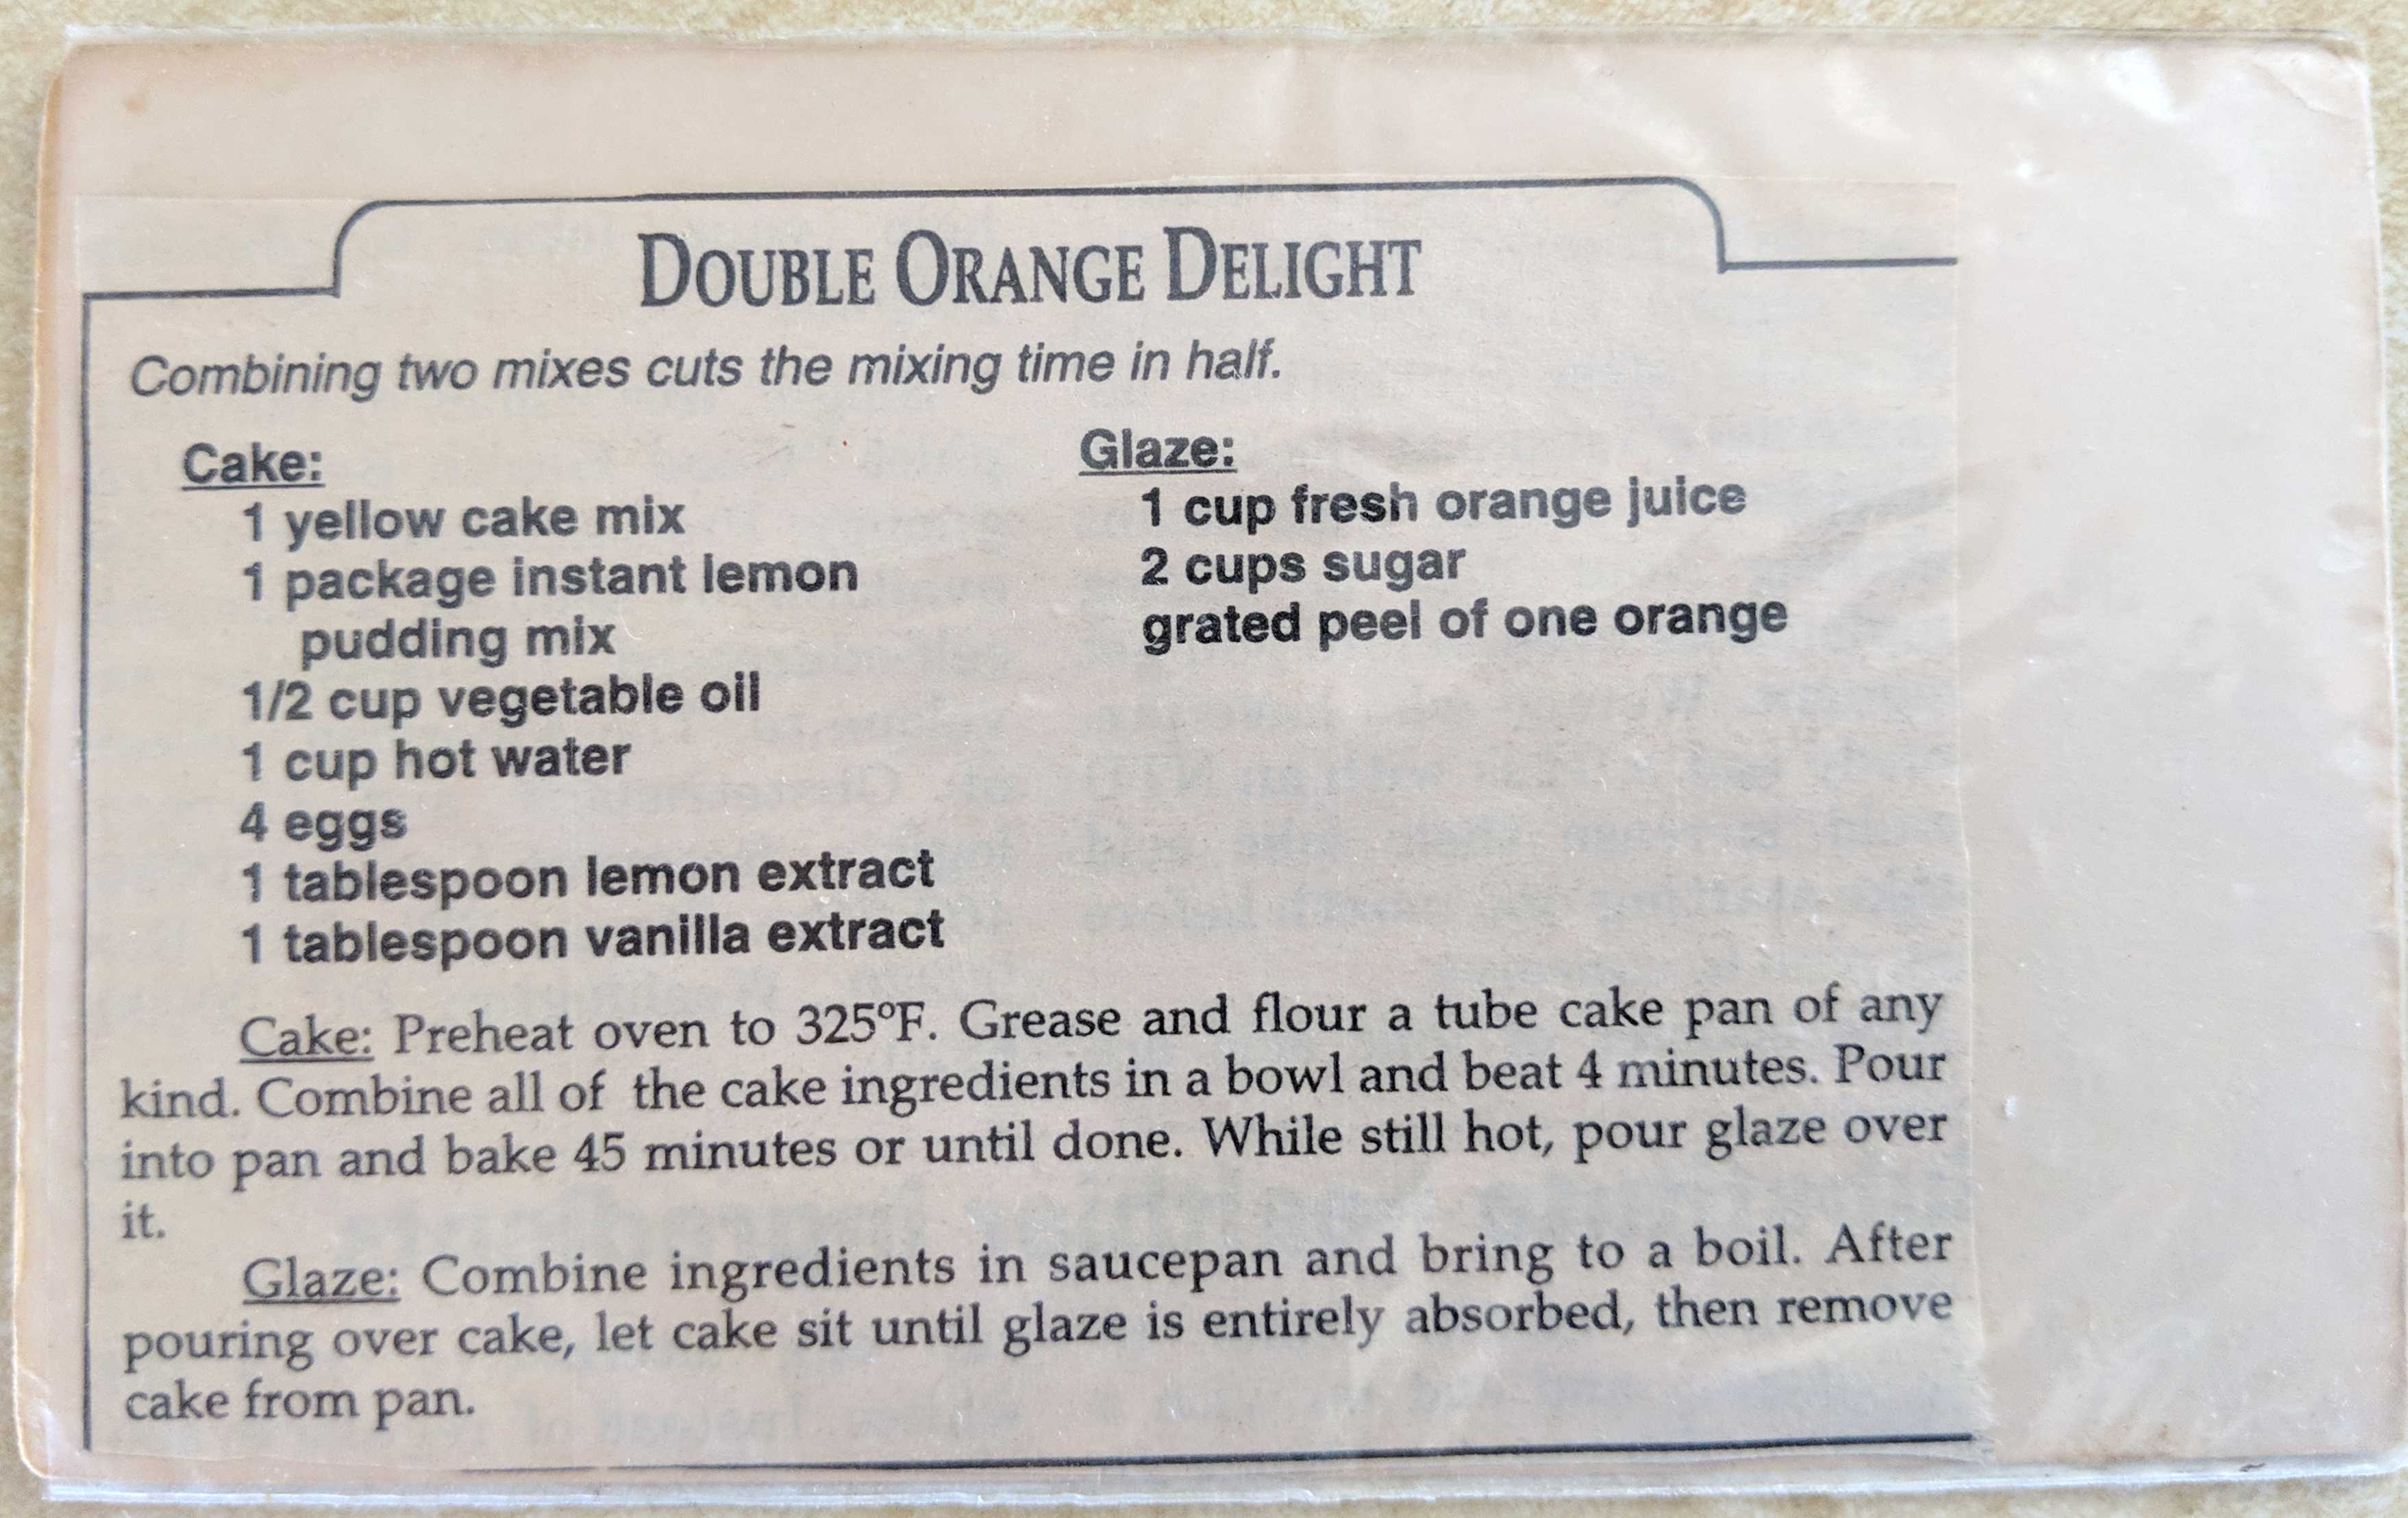 DOUBLE ORANGE DELIGHT
Combining two mixes cuts the mixing time in half.
Cake:
1 yellow cake mix
1 package instant lemon
pudding mix
1/2 cup vegetable oil
1 cup hot water
4 eggs
1 tablespoon lemon extract
1 tablespoon vanilla extract
Glaze:
1 cup fresh orange juice
2 cups sugar
grated peel of one orange
Cake: Preheat oven to 325ºF. Grease and flour a tube cake pan of any
kind. Combine all of the cake ingredients in a bowl and beat 4 minutes. Pour
into pan and bake 45 minutes or until done. While still hot, pour glaze over
it.
Glaze: Combine ingredients in saucepan and bring to a boil. After
pouring over cake, let cake sit until glaze is entirely absorbed, then remove
cake from pan.